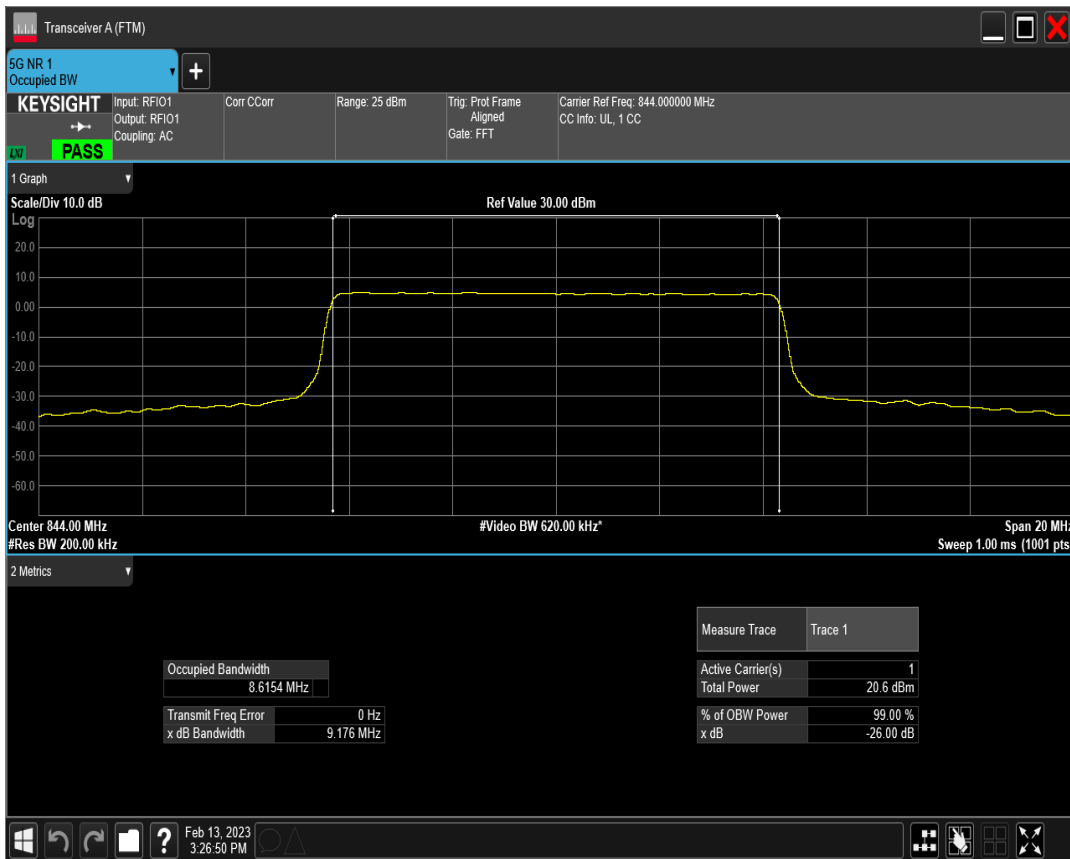 Transceiver A (FTM)
5G NR 1
Occupied BW
+
KEYSIGHT
LXI
PASS
Input: RFIO1
Output: RFIO1
Coupling: AC
Corr CCorr
Range: 25 dBm
Trig: Prot Frame
Aligned
Gate: FFT
Carrier Ref Freq: 844.000000 MHz
CC Info: UL, 1 CC
1 Graph
Scale/Div 10.0 dB
Ref Value 30.00 dBm
Log
20.0
10.0
0.00
-10.0
-20.0
-30.0
-40.0
-50.0
-60.0
Center 844.00 MHz
#Video BW 620.00 kHz*
Span 20 MHz
#Res BW 200.00 kHz
Sweep 1.00 ms (1001 pts
2 Metrics
Measure Trace Trace 1
Occupied Bandwidth
8.6154 MHz
Active Carrier(s) 1
Total Power 20.6 dBm
Transmit Freq Error 0 Hz
x dB Bandwidth 9.176 MHz
% of OBW Power 99.00 %
x dB -26.00 dB
?
Feb 13, 2023
3:26:50 PM